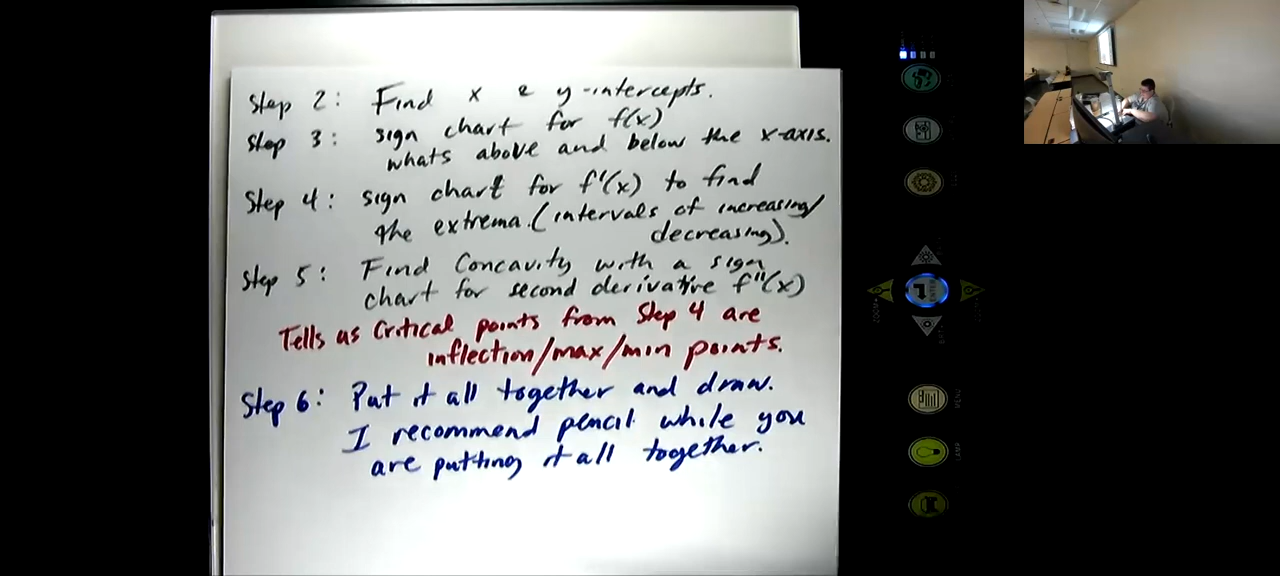 Step 2: Find x & y-intercepts.
Step 3: sign chart for f(x)
whats above and below the x-axis.
Step 4: sign chart for f'(x) to find
the extrema. (intervals of increasing/
decreasing).
Step 5: Find Concavity with a sign
chart for second derivative f"(x)
Tells us Critical points from Step 4 are
inflection/max/min points.
Step 6: Put it all together and draw.
I recommend pencil while you
are putting it all together.
ENTER
MENU